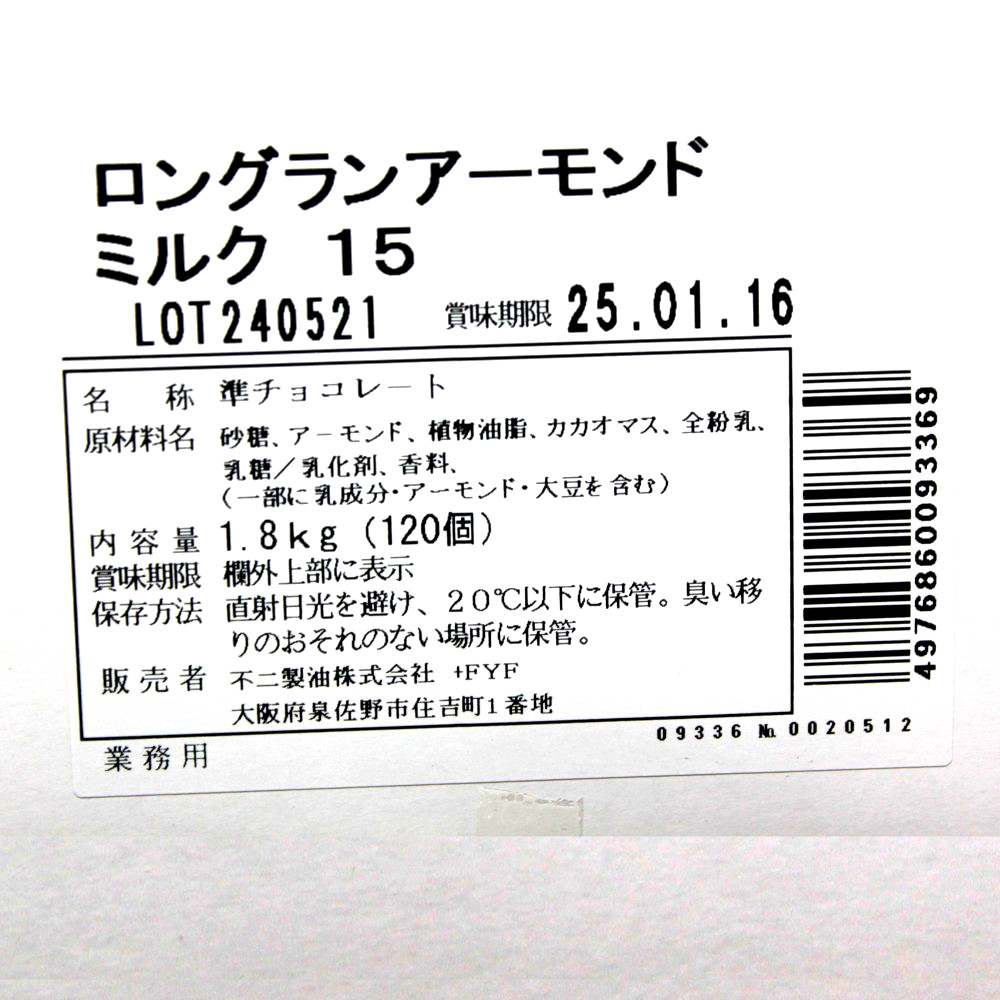 ロングランアーモンド
ミルク 15
LOT240521 賞味期限 25.01.16
名称 準チョコレート
原材料名 砂糖、アーモンド、植物油脂、カカオマス、全粉乳、
乳糖／乳化剤、香料、
（一部に乳成分・アーモンド・大豆を含む）
内容量 1.8kg（120個）
賞味期限 欄外上部に表示
保存方法 直射日光を避け、20℃以下に保管。臭い移
りのおそれのない場所に保管。
販売者 不二製油株式会社 +FYF
大阪府泉佐野市住吉町1番地
4976860093369
09336 № 0020512
業務用